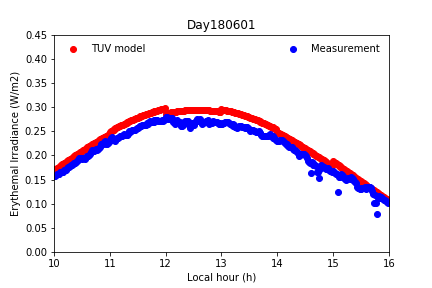 Day180601
TUV model
Measurement
Erythemal Irradiance (W/m2)
0.45
0.40
0.35
0.30
0.25
0.20
0.15
0.10
0.05
0.00
10 11 12 13 14 15 16
Local hour (h)